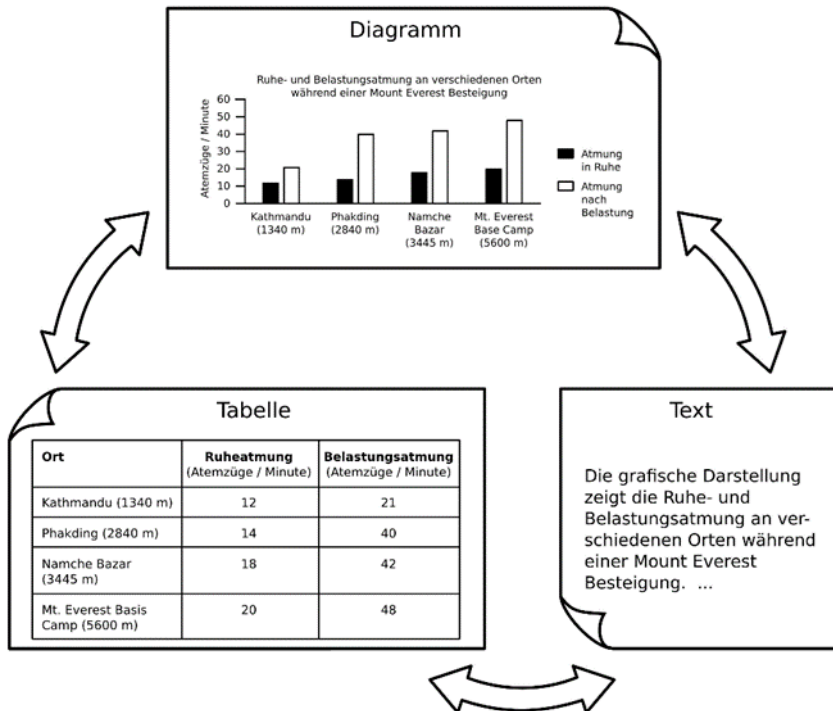 Diagramm
Ruhe- und Belastungsatmung an verschiedenen Orten
während einer Mount Everest Besteigung
Atemzüge / Minute
60
50
40
30
20
10
0
Kathmandu
(1340 m)
Phakding
(2840 m)
Namche
Bazar
(3445 m)
Mt. Everest
Base Camp
(5600 m)
Atmung
in Ruhe
Atmung
nach
Belastung
Tabelle
Ort Ruheatmung Belastungsatmung
(Atemzüge / Minute) (Atemzüge / Minute)
Kathmandu (1340 m) 12 21
Phakding (2840 m) 14 40
Namche Bazar 18 42
(3445 m)
Mt. Everest Basis 20 48
Camp (5600 m)
Text
Die grafische Darstellung
zeigt die Ruhe- und
Belastungsatmung an ver-
schiedenen Orten während
einer Mount Everest
Besteigung. ...